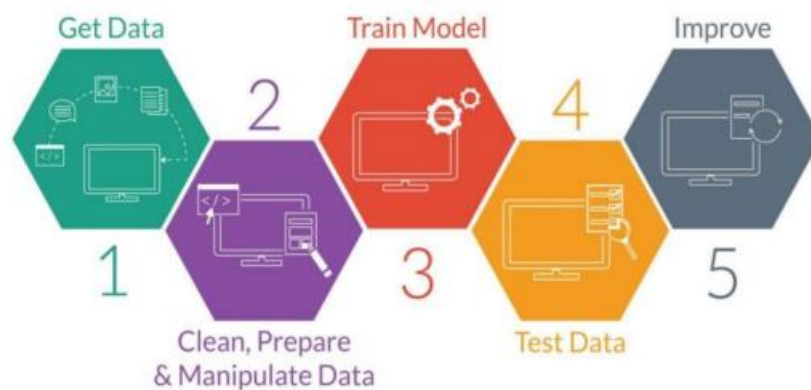 Get Data
1
2
Clean, Prepare
& Manipulate Data
Train Model
3
4
Test Data
Improve
5
</>
</>